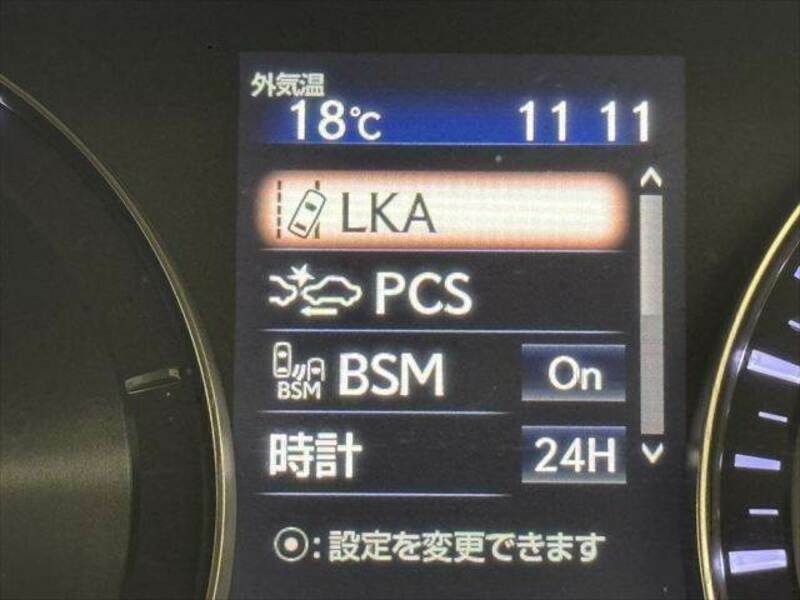 外気温
18℃ 11 11
LKA
PCS
BSM BSM On
時計 24H
⦿:設定を変更できます